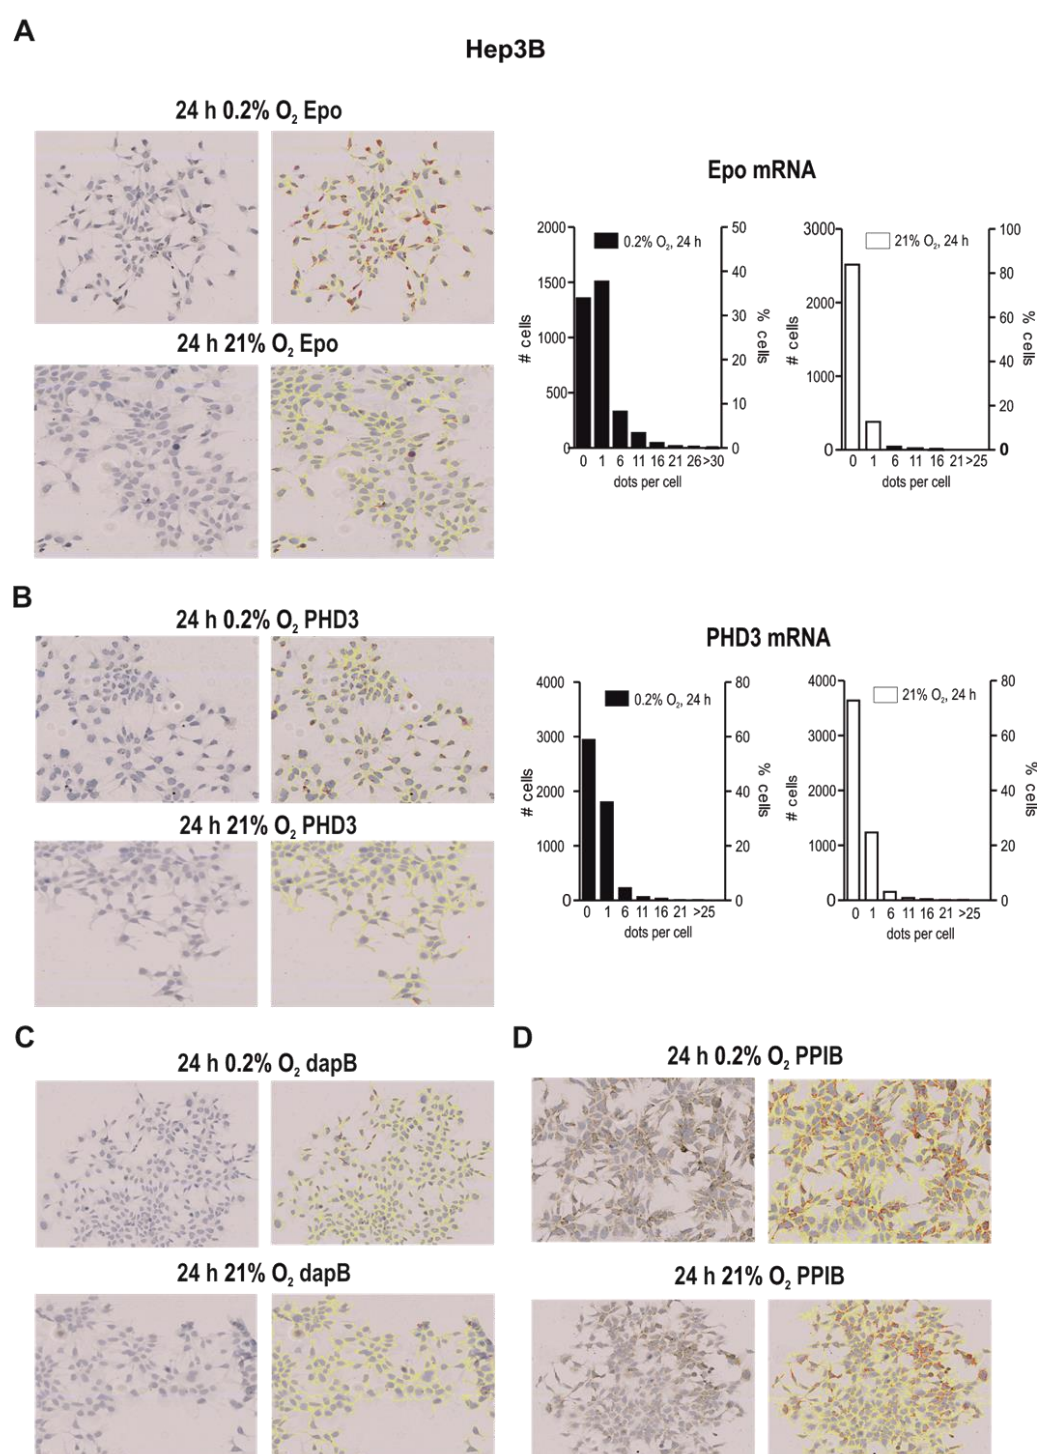 A
Hep3B
24 h 0.2% O₂ Epo
24 h 21% O₂ Epo
Epo mRNA
2000
1500
1000
500
0
# cells
0.2% O₂, 24 h
50
40
30
20
10
0
% cells
0 1 6 11 16 21 26 >30
dots per cell
3000
2000
1000
0
# cells
21% O₂, 24 h
100
80
60
40
20
0
% cells
0 1 6 11 16 21 >25
dots per cell
B
24 h 0.2% O₂ PHD3
24 h 21% O₂ PHD3
PHD3 mRNA
4000
3000
2000
1000
0
# cells
0.2% O₂, 24 h
80
60
40
20
0
% cells
0 1 6 11 16 21 >25
dots per cell
4000
3000
2000
1000
0
# cells
21% O₂, 24 h
80
60
40
20
0
% cells
0 1 6 11 16 21 >25
dots per cell
C
24 h 0.2% O₂ dapB
24 h 21% O₂ dapB
D
24 h 0.2% O₂ PPIB
24 h 21% O₂ PPIB